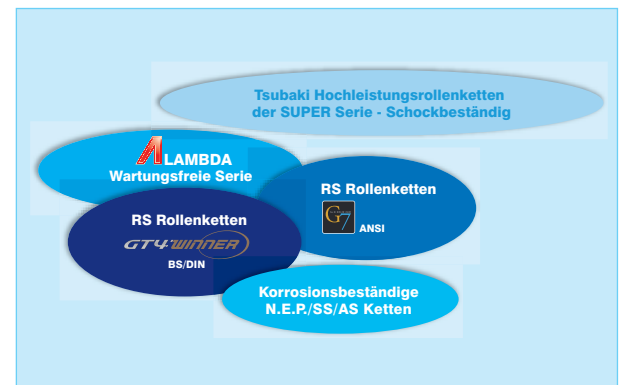 Tsubaki Hochleistungsrollenketten
der SUPER Serie - Schockbeständig
LAMBDA
Wartungsfreie Serie
RS Rollenketten
G7
ANSI
RS Rollenketten
GT4 WINNER
BS/DIN
Korrosionsbeständige
N.E.P./SS/AS Ketten